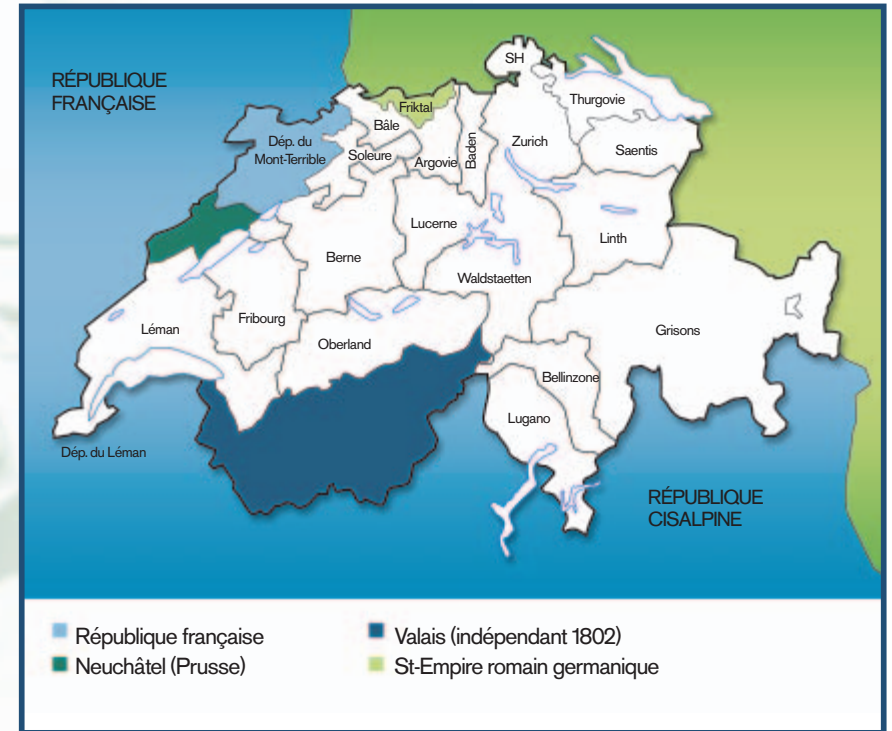 RÉPUBLIQUE
FRANÇAISE
SH
Thurgovie
Friktal
Bâle
Dép. du
Mont-Terrible
Soleure
Argovie
Baden
Zurich
Saentis
Lucerne
Linth
Berne
Waldstaetten
Léman
Fribourg
Oberland
Grisons
Bellinzone
Lugano
Dép. du Léman
RÉPUBLIQUE
CISALPINE
République française
Valais (indépendant 1802)
Neuchâtel (Prusse)
St-Empire romain germanique